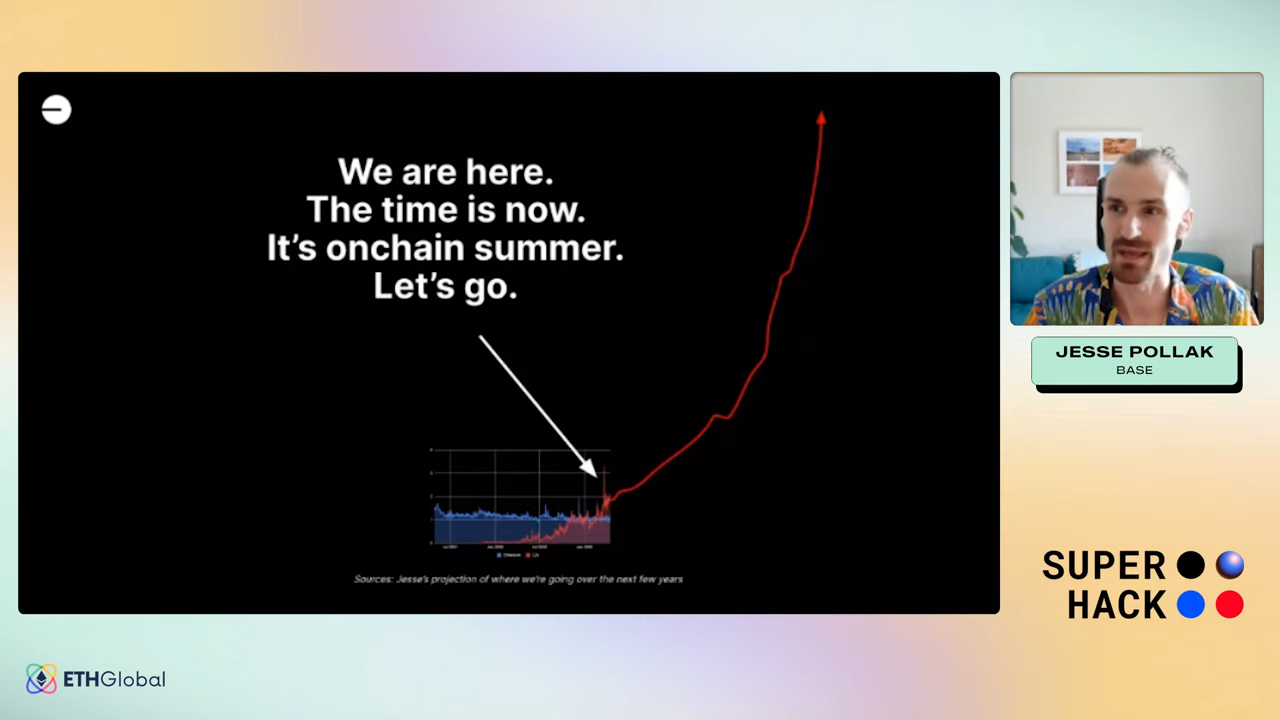 We are here.
The time is now.
It's onchain summer.
Let's go.
Ethereum
Sources: Jesse's projection of where we're going over the next few years
JESSE POLLAK
BASE
SUPER
HACK
ETHGlobal